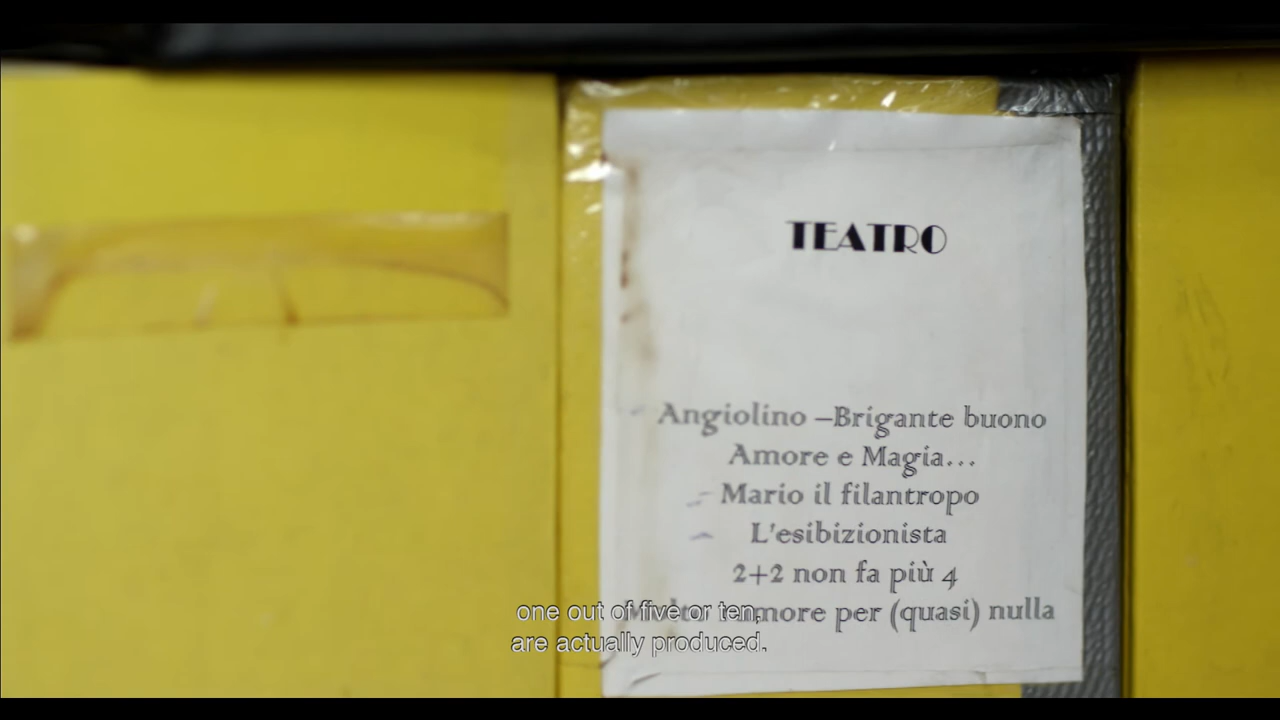 TEATRO
Angiolino –Brigante buono
Amore e Magia...
Mario il filantropo
L'esibizionista
2+2 non fa più 4
amore per (quasi) nulla
one out of five or ten,
are actually produced.